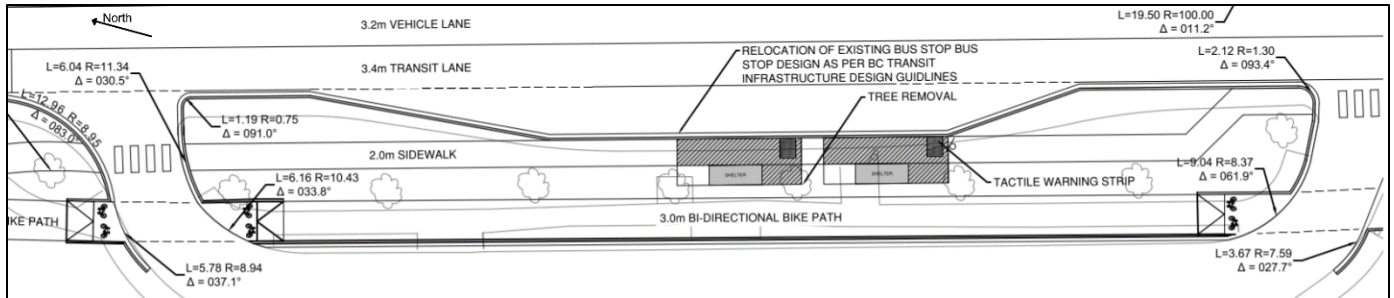 North
3.2m VEHICLE LANE
L=19.50 R=100.00
Δ = 011.2°
L=6.04 R=11.34
Δ = 030.5°
3.4m TRANSIT LANE
RELOCATION OF EXISTING BUS STOP BUS
STOP DESIGN AS PER BC TRANSIT
INFRASTRUCTURE DESIGN GUIDLINES
L=2.12 R=1.30
Δ = 093.4°
L=12.96 R=8.95
Δ = 083.0°
L=1.19 R=0.75
Δ = 091.0°
TREE REMOVAL
2.0m SIDEWALK
L=6.16 R=10.43
Δ = 033.8°
SHELTER
SHELTER
TACTILE WARNING STRIP
L=9.04 R=8.37
Δ = 061.9°
IKE PATH
3.0m BI-DIRECTIONAL BIKE PATH
L=5.78 R=8.94
Δ = 037.1°
L=3.67 R=7.59
Δ = 027.7°